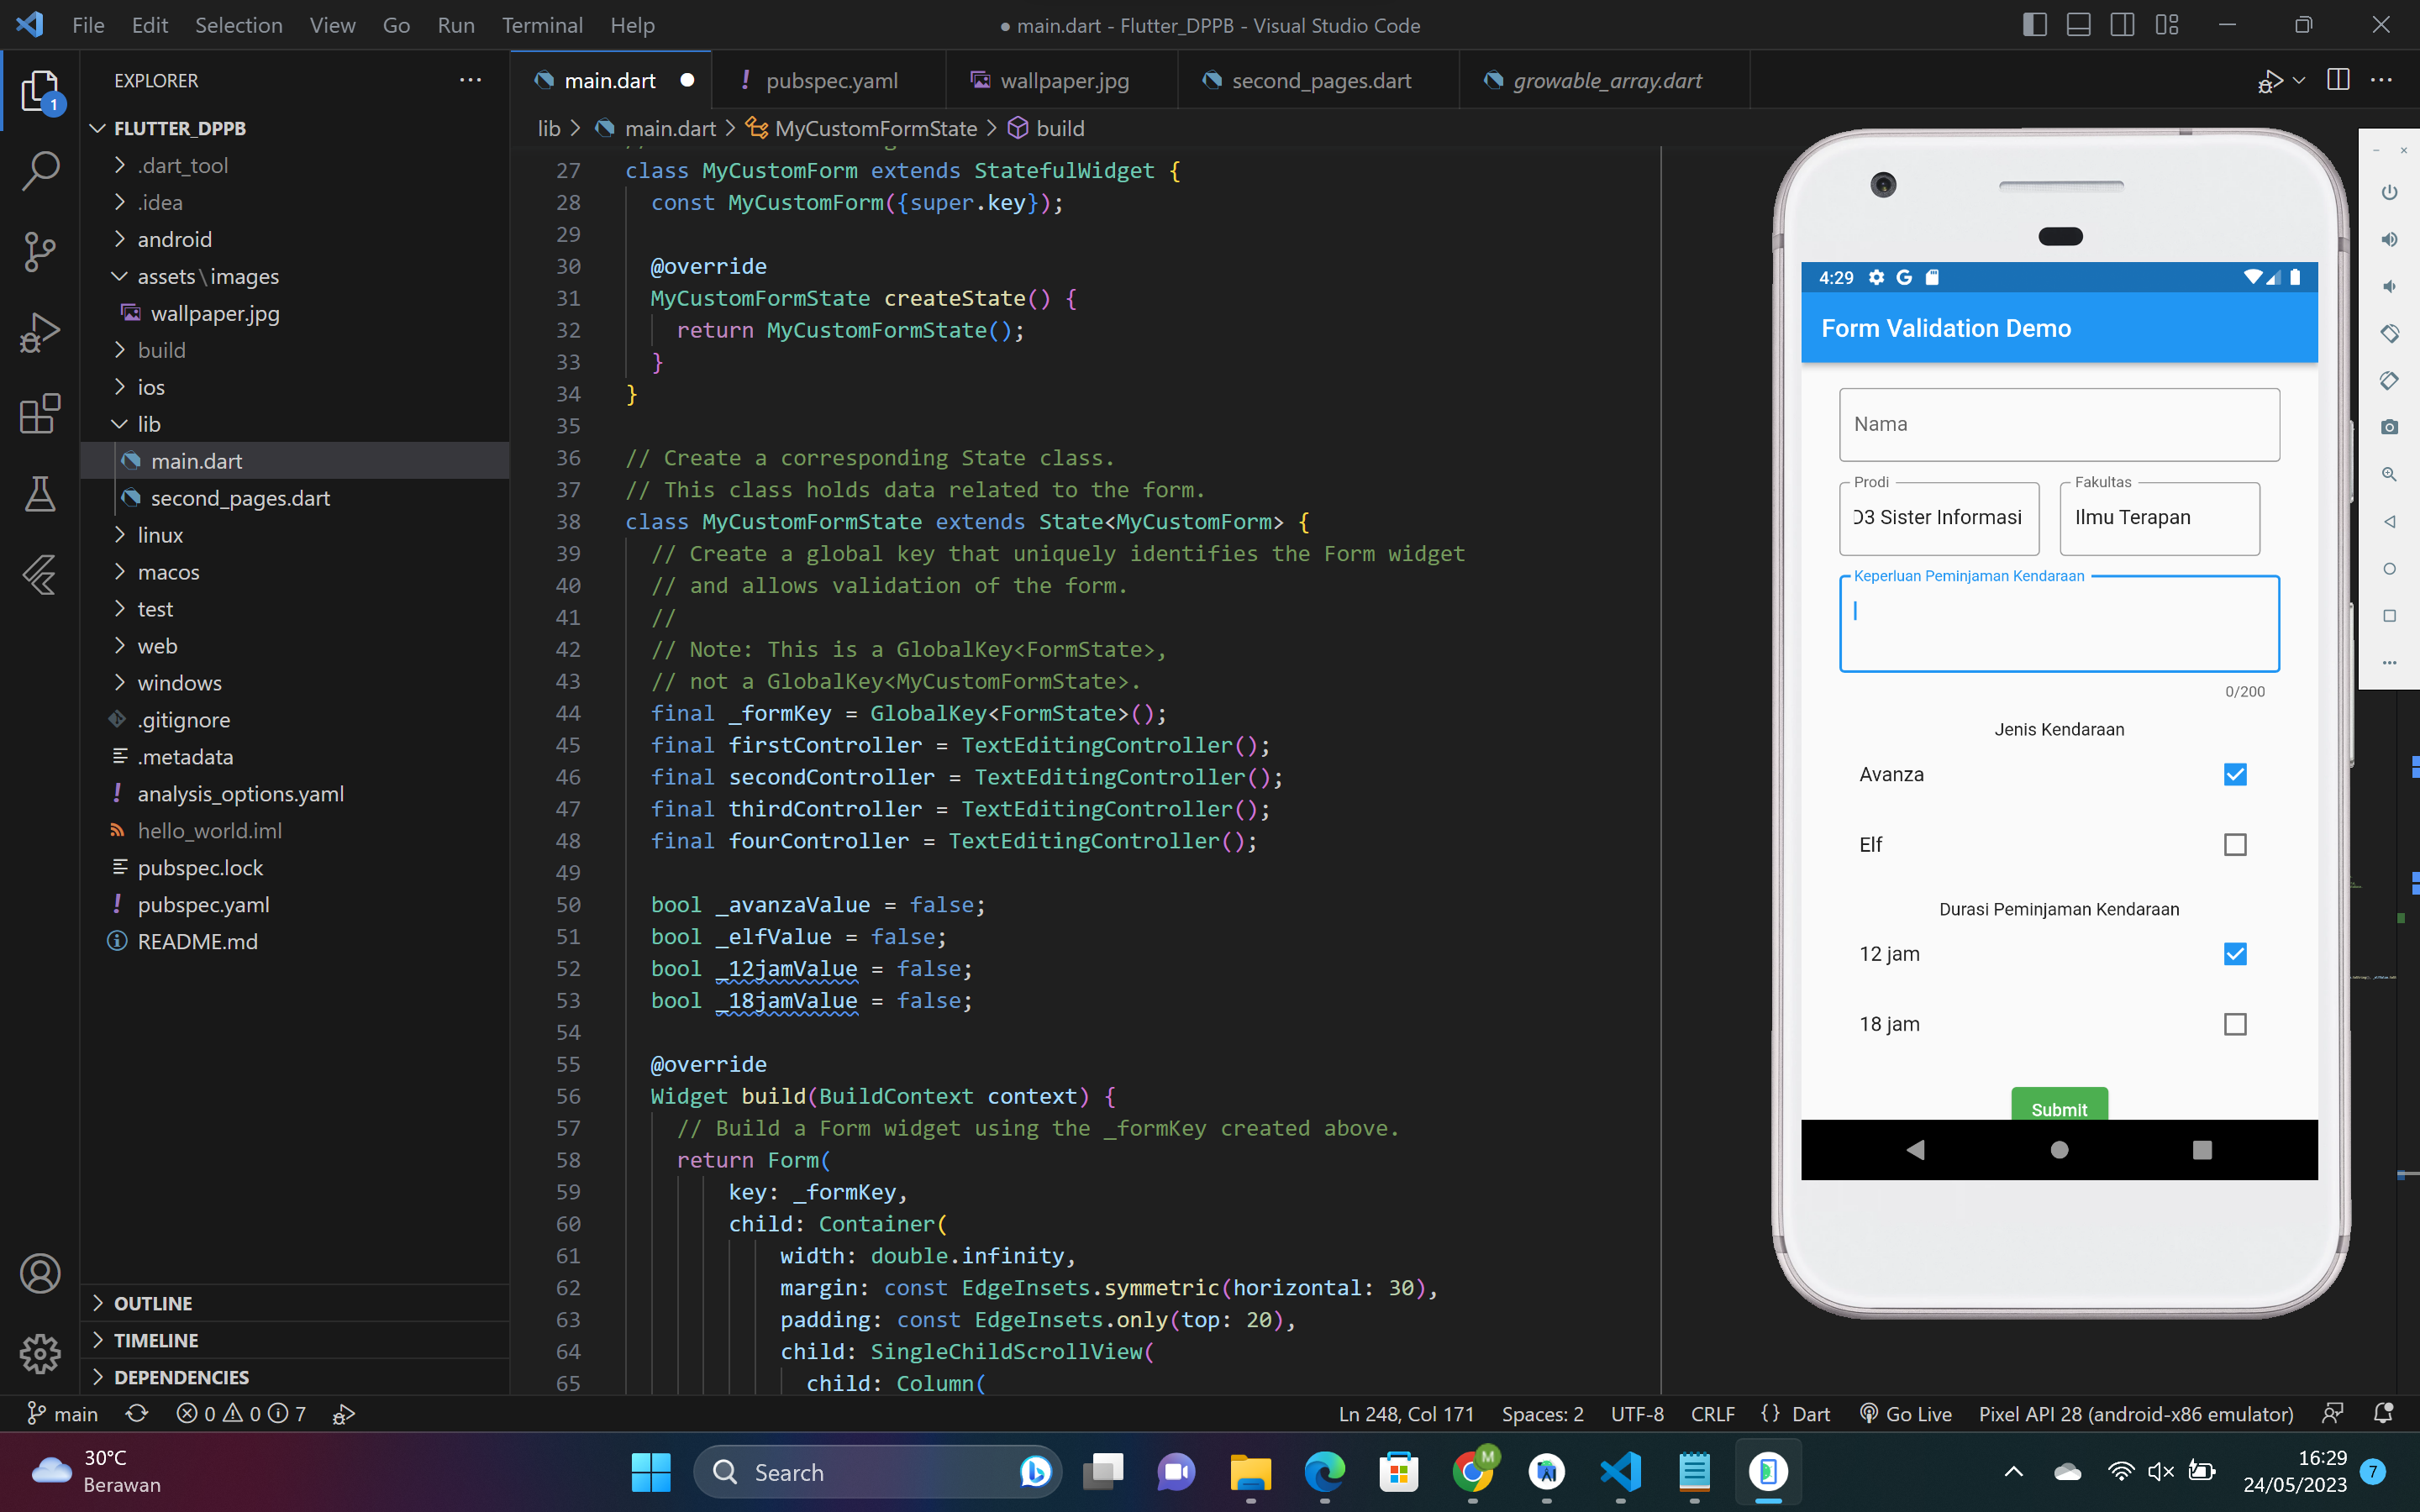 File Edit Selection View Go Run Terminal Help
● main.dart - Flutter_DPPB - Visual Studio Code
1
EXPLORER
FLUTTER_DPPB
.dart_tool
.idea
android
assets\images
wallpaper.jpg
build
ios
lib
main.dart
second_pages.dart
linux
macos
test
web
windows
.gitignore
.metadata
analysis_options.yaml
hello_world.iml
pubspec.lock
pubspec.yaml
README.md
OUTLINE
TIMELINE
DEPENDENCIES
main.dart pubspec.yaml wallpaper.jpg second_pages.dart growable_array.dart
lib > main.dart > MyCustomFormState > build
27 class MyCustomForm extends StatefulWidget {
28 const MyCustomForm({super.key});
29
30 @override
31 MyCustomFormState createState() {
32 return MyCustomFormState();
33 }
34 }
35
36 // Create a corresponding State class.
37 // This class holds data related to the form.
38 class MyCustomFormState extends State<MyCustomForm> {
39 // Create a global key that uniquely identifies the Form widget
40 // and allows validation of the form.
41 //
42 // Note: This is a GlobalKey<FormState>,
43 // not a GlobalKey<MyCustomFormState>.
44 final _formKey = GlobalKey<FormState>();
45 final firstController = TextEditingController();
46 final secondController = TextEditingController();
47 final thirdController = TextEditingController();
48 final fourController = TextEditingController();
49
50 bool _avanzaValue = false;
51 bool _elfValue = false;
52 bool _12jamValue = false;
53 bool _18jamValue = false;
54
55 @override
56 Widget build(BuildContext context) {
57 // Build a Form widget using the _formKey created above.
58 return Form(
59 key: _formKey,
60 child: Container(
61 width: double.infinity,
62 margin: const EdgeInsets.symmetric(horizontal: 30),
63 padding: const EdgeInsets.only(top: 20),
64 child: SingleChildScrollView(
65 child: Column(
4:29
Form Validation Demo
Nama
Prodi Fakultas
D3 Sister Informasi Ilmu Terapan
Keperluan Peminjaman Kendaraan
0/200
Jenis Kendaraan
Avanza
Elf
Durasi Peminjaman Kendaraan
12 jam
18 jam
Submit
main 0 0 7 Ln 248, Col 171 Spaces: 2 UTF-8 CRLF {} Dart Go Live Pixel API 28 (android-x86 emulator)
30°C
Berawan
Search
M
16:29
24/05/2023
7